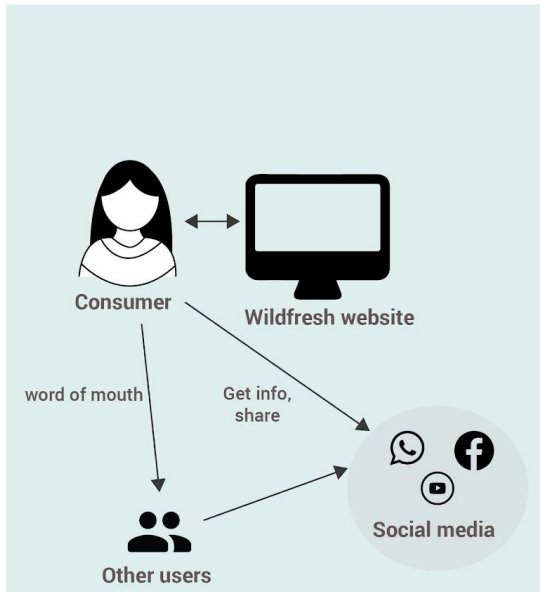 Consumer
Wildfresh website
word of mouth
Get info,
share
Social media
Other users